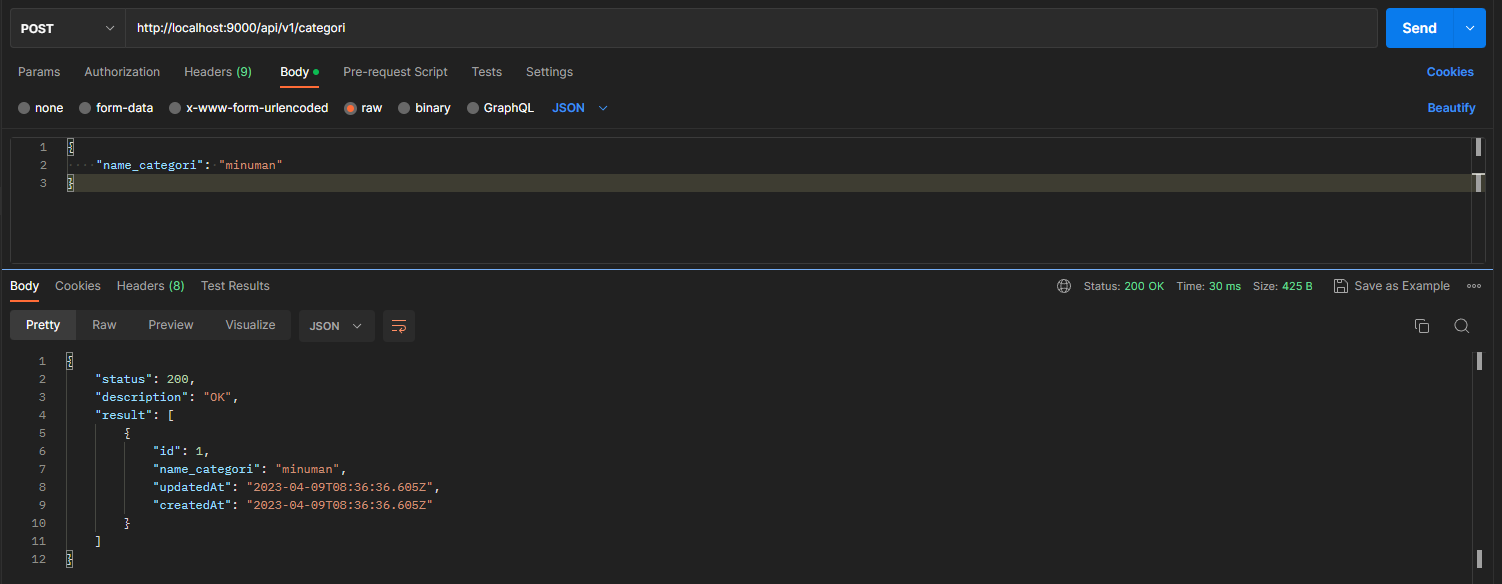 POST http://localhost:9000/api/v1/categori Send
Params Authorization Headers (9) Body Pre-request Script Tests Settings Cookies
none form-data x-www-form-urlencoded raw binary GraphQL JSON Beautify
1 {
2 "name_categori": "minuman"
3 }
Body Cookies Headers (8) Test Results Status: 200 OK Time: 30 ms Size: 425 B Save as Example
Pretty Raw Preview Visualize JSON
1 {
2 "status": 200,
3 "description": "OK",
4 "result": [
5 {
6 "id": 1,
7 "name_categori": "minuman",
8 "updatedAt": "2023-04-09T08:36:36.605Z",
9 "createdAt": "2023-04-09T08:36:36.605Z"
10 }
11 ]
12 }